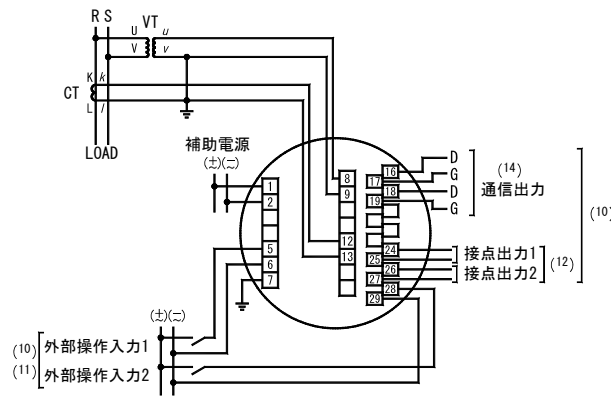 R S
VT
U u
V v
K k
CT
L l
LOAD
補助電源
(±)(−)
1
2
5
6
7
8
9
12
13
16
17
18
19
24
25
26
27
28
29
D
G
D
G
(14)
通信出力
(10)
接点出力1
接点出力2
(12)
(±)(−)
(10)
(11)
外部操作入力1
外部操作入力2